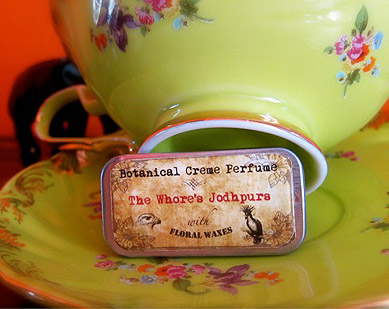 Botanical Creme Perfume
The Whore's Jodhpurs
with
FLORAL WAXES